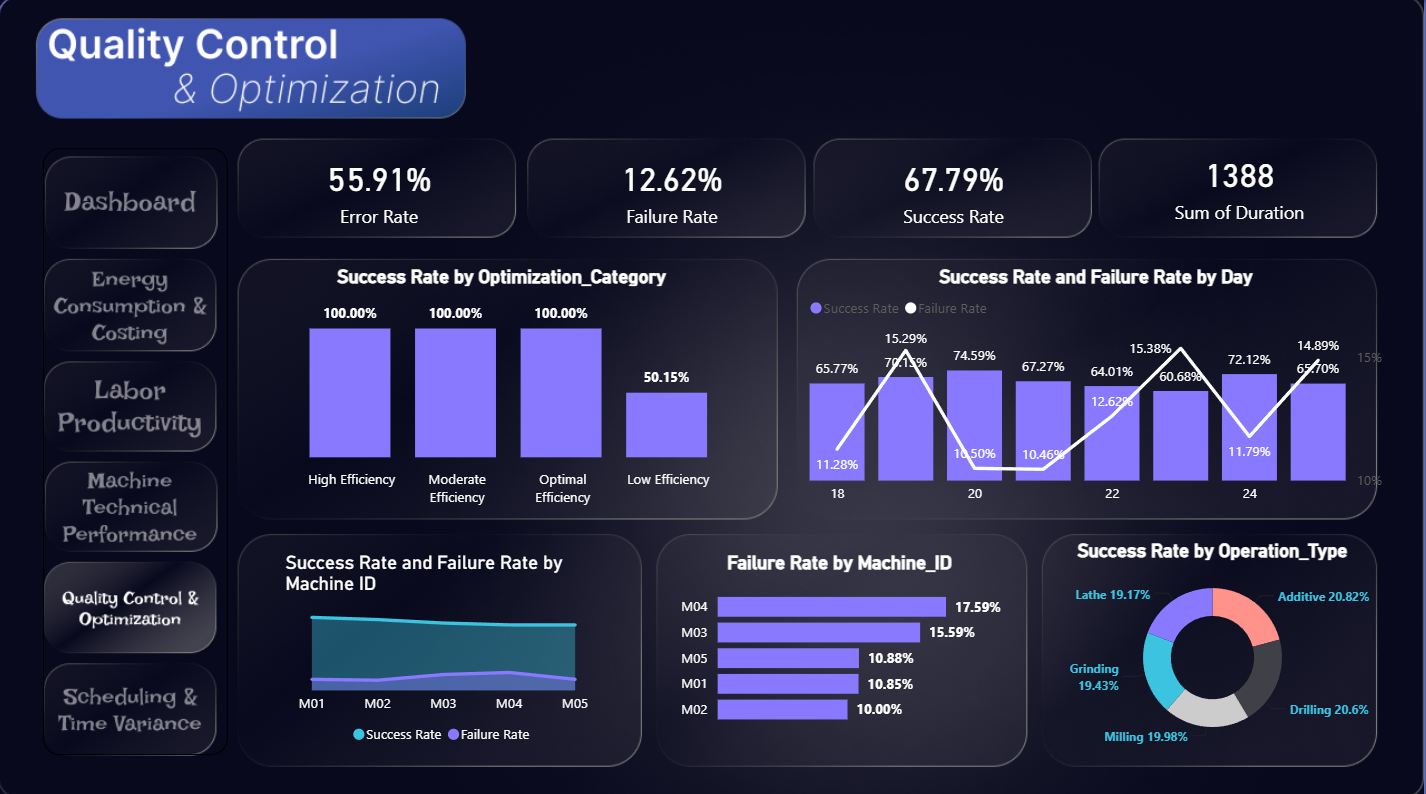 Quality Control
& Optimization
Dashboard
Energy
Consumption &
Costing
Labor
Productivity
Machine
Technical
Performance
Quality Control &
Optimization
Scheduling &
Time Variance
55.91%
Error Rate
12.62%
Failure Rate
67.79%
Success Rate
1388
Sum of Duration
Success Rate by Optimization_Category
100.00%
100.00%
100.00%
50.15%
High Efficiency
Moderate
Efficiency
Optimal
Efficiency
Low Efficiency
Success Rate and Failure Rate by Day
Success Rate
Failure Rate
65.77%
70.15%
74.59%
67.27%
64.01%
60.68%
72.12%
65.70%
11.28%
15.29%
10.50%
10.46%
12.62%
15.38%
11.79%
14.89%
15%
10%
18
20
22
24
Success Rate and Failure Rate by
Machine ID
M01
M02
M03
M04
M05
Success Rate
Failure Rate
Failure Rate by Machine_ID
M04 17.59%
M03 15.59%
M05 10.88%
M01 10.85%
M02 10.00%
Success Rate by Operation_Type
Lathe 19.17%
Additive 20.82%
Grinding
19.43%
Drilling 20.6%
Milling 19.98%